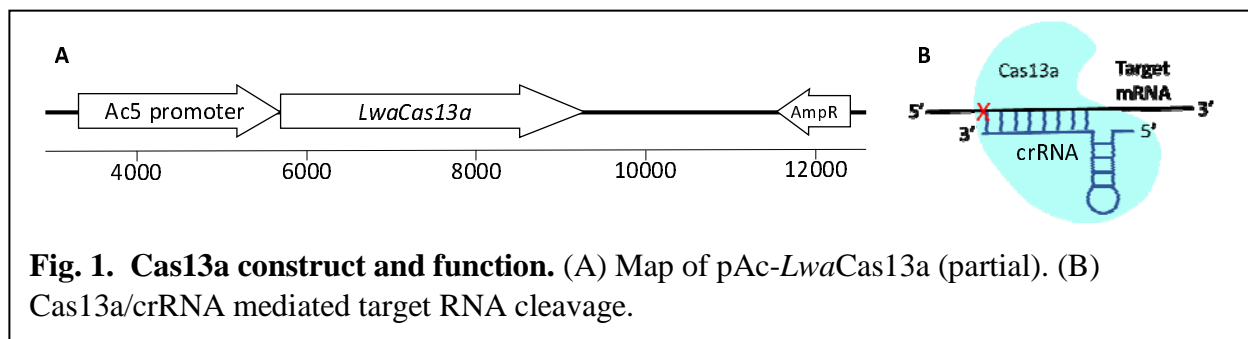 A
Ac5 promoter
LwaCas13a
AmpR
4000
6000
8000
10000
12000
B
Cas13a
Target
mRNA
5'
X
3'
3'
5'
crRNA
Fig. 1. Cas13a construct and function. (A) Map of pAc-LwaCas13a (partial). (B)
Cas13a/crRNA mediated target RNA cleavage.